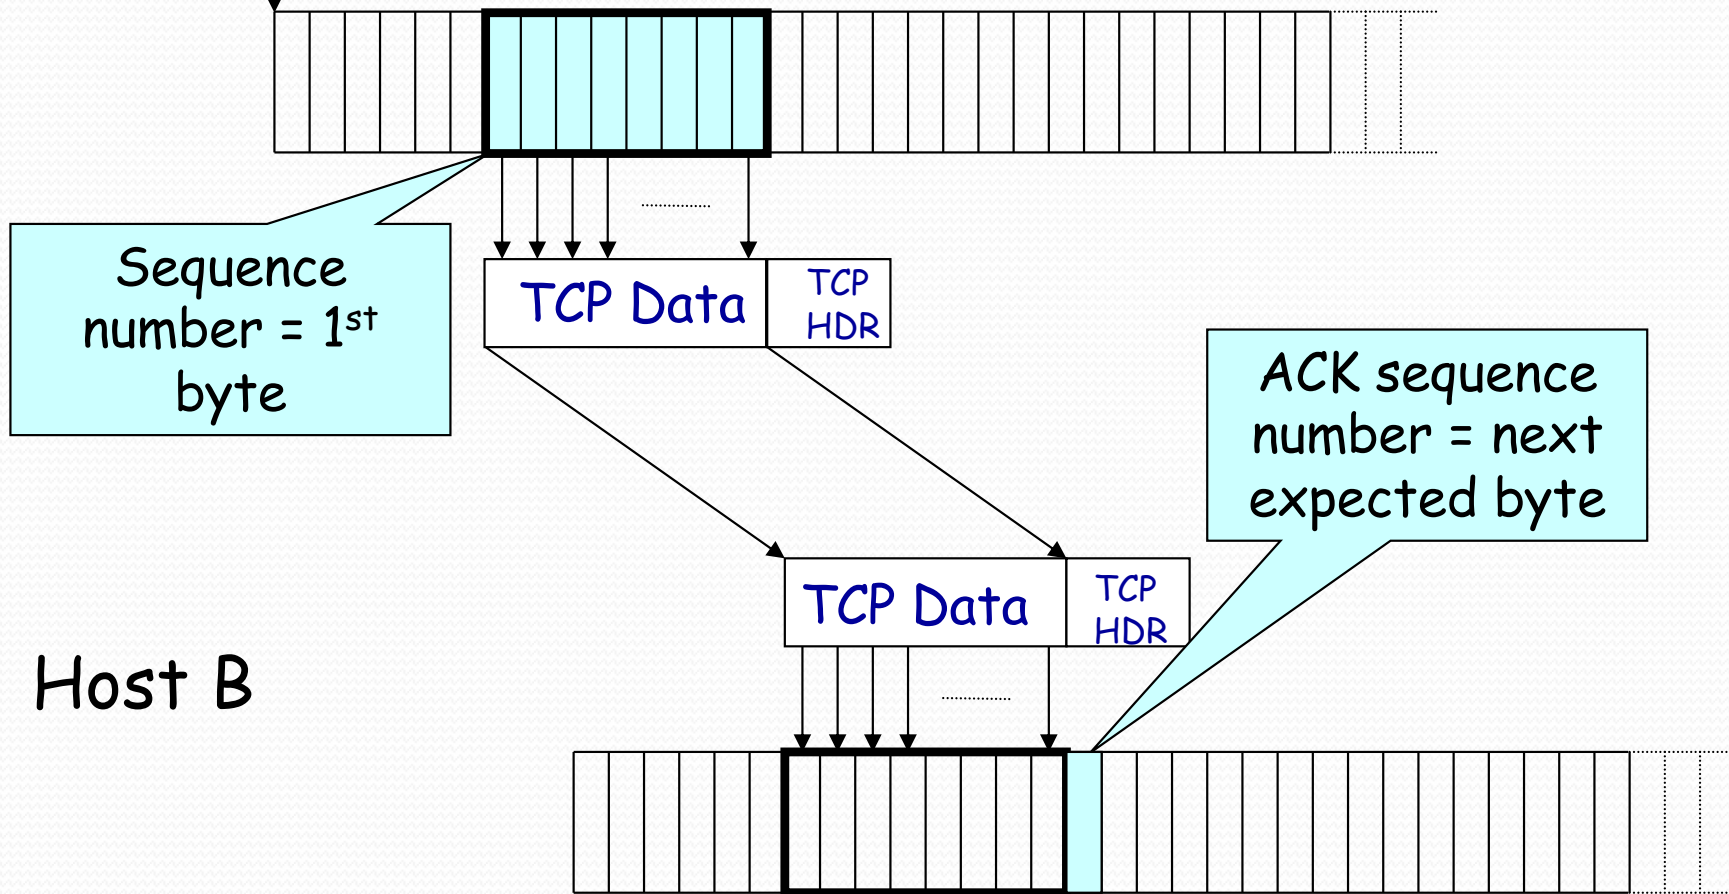 Sequence
number = 1st
byte
TCP Data
TCP
HDR
ACK sequence
number = next
expected byte
TCP Data
TCP
HDR
Host B